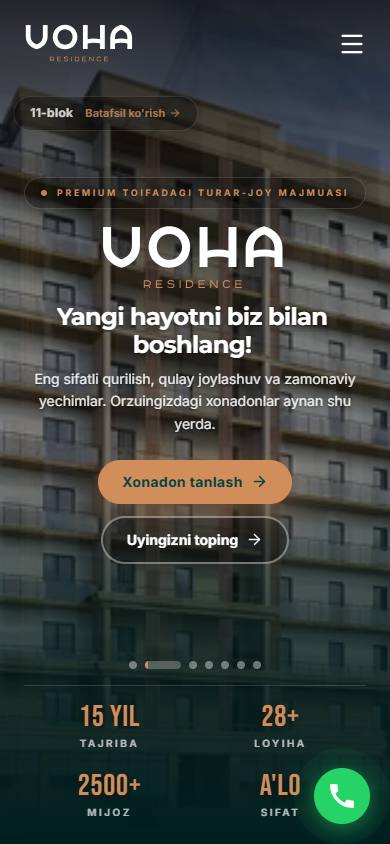 VOHA
RESIDENCE
11-blok Batafsil ko'rish →
PREMIUM TOIFADAGI TURAR-JOY MAJMUASI
VOHA
RESIDENCE
Yangi hayotni biz bilan
boshlang!
Eng sifatli qurilish, qulay joylashuv va zamonaviy
yechimlar. Orzuingizdagi xonadonlar aynan shu
yerda.
Xonadon tanlash →
Uyingizni toping →
15 YIL
TAJRIBA
28+
LOYIHA
2500+
MIJOZ
A'LO
SIFAT